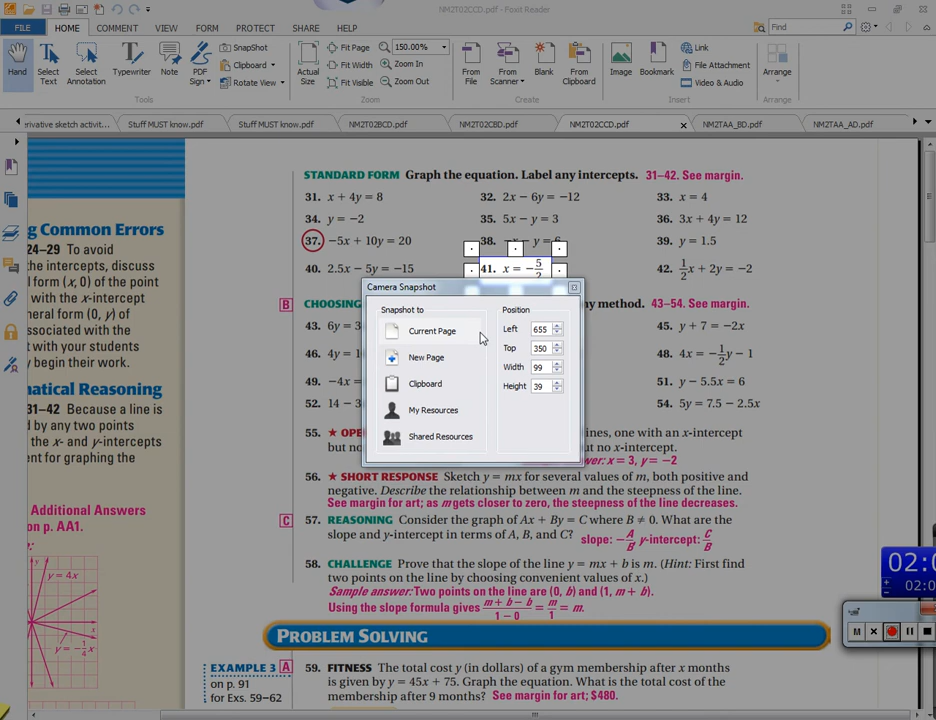 NM2T02CCD.pdf - Foxit Reader
FILE HOME COMMENT VIEW FORM PROTECT SHARE HELP
Find
Hand
Select Text
Select Annotation
Typewriter
Note
PDF Sign
SnapShot
Clipboard
Rotate View
Tools
Actual Size
Fit Page
Fit Width
Fit Visible
150.00%
Zoom In
Zoom Out
Zoom
From File
From Scanner
Blank
From Clipboard
Create
Image
Bookmark
Link
File Attachment
Video & Audio
Insert
Arrange
Arrange
erivative sketch activit... Stuff MUST know.pdf Stuff MUST know.pdf NM2T02BCD.pdf NM2T02CBD.pdf NM2T02CCD.pdf NM2TAA_BD.pdf NM2TAA_AD.pdf
g Common Errors
24–29 To avoid
intercepts, discuss
l form (x, 0) of the point
with the x-intercept
neral form (0, y) of
ssociated with the
t with your students
y begin their work.
matical Reasoning
31–42 Because a line is
d by any two points
the x- and y-intercepts
ent for graphing the
Additional Answers
on p. AA1.
y = 4x
x
y = −1/4 x
STANDARD FORM Graph the equation. Label any intercepts. 31–42. See margin.
31. x + 4y = 8 32. 2x − 6y = −12 33. x = 4
34. y = −2 35. 5x − y = 3 36. 3x + 4y = 12
37. −5x + 10y = 20 38. −x − y = 6 39. y = 1.5
40. 2.5x − 5y = −15 41. x = −5/2 42. 1/2 x + 2y = −2
B CHOOSING y method. 43–54. See margin.
43. 6y = 3 45. y + 7 = −2x
46. 4y = 1 48. 4x = −1/2 y − 1
49. −4x = 51. y − 5.5x = 6
52. 14 − 3 54. 5y = 7.5 − 2.5x
55. ★ OPE ines, one with an x-intercept
but no ut no x-intercept.
answer: x = 3, y = −2
56. ★ SHORT RESPONSE Sketch y = mx for several values of m, both positive and
negative. Describe the relationship between m and the steepness of the line.
See margin for art; as m gets closer to zero, the steepness of the line decreases.
C 57. REASONING Consider the graph of Ax + By = C where B ≠ 0. What are the
slope and y-intercept in terms of A, B, and C? slope: −A/B, y-intercept: C/B
58. CHALLENGE Prove that the slope of the line y = mx + b is m. (Hint: First find
two points on the line by choosing convenient values of x.)
Sample answer: Two points on the line are (0, b) and (1, m + b).
Using the slope formula gives (m + b − b)/(1 − 0) = m/1 = m.
PROBLEM SOLVING
EXAMPLE 3 A
on p. 91
for Exs. 59–62
59. FITNESS The total cost y (in dollars) of a gym membership after x months
is given by y = 45x + 75. Graph the equation. What is the total cost of the
membership after 9 months? See margin for art; $480.
Camera Snapshot
Snapshot to
Current Page
New Page
Clipboard
My Resources
Shared Resources
Position
Left 655
Top 350
Width 99
Height 39
02:0
02:0
M